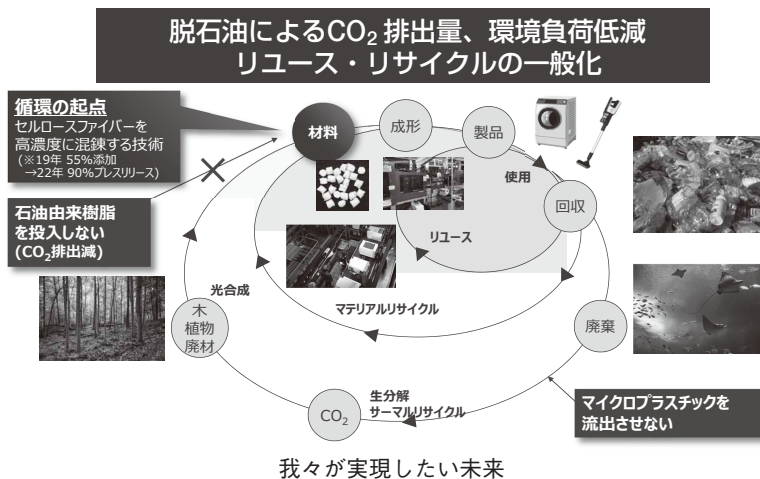 脱石油によるCO₂排出量、環境負荷低減
リユース・リサイクルの一般化
循環の起点
セルロースファイバーを
高濃度に混錬する技術
(※19年 55%添加
→22年 90%プレスリリース)
材料
成形
製品
使用
回収
石油由来樹脂
を投入しない
(CO₂排出減)
リユース
光合成
マテリアルリサイクル
木
植物
廃材
廃棄
生分解
サーマルリサイクル
CO₂
マイクロプラスチックを
流出させない
我々が実現したい未来